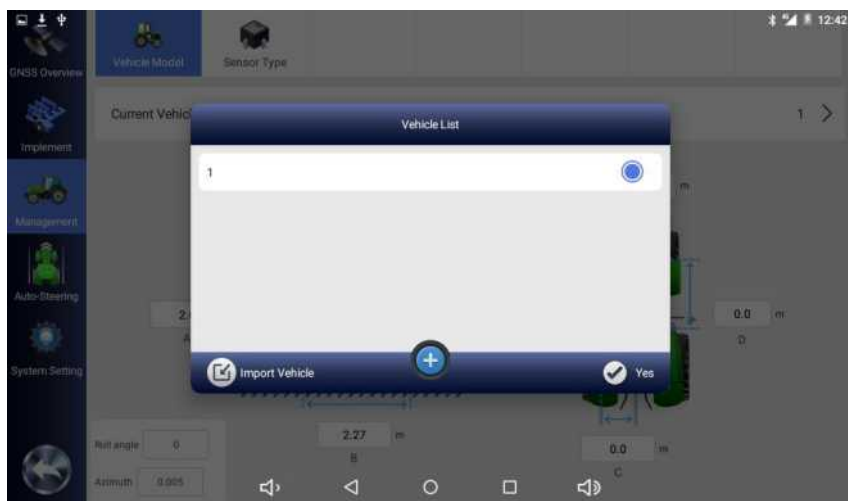 12:42
GNSS Overview
Vehicle Model
Sensor Type
Current Vehic
1
Implement
Vehicle List
1
m
Management
Auto-Steering
2.
A
0.0 m
D
System Setting
Import Vehicle
Yes
Roll angle 0
2.27 m
B
0.0 m
C
Azimuth 0.005